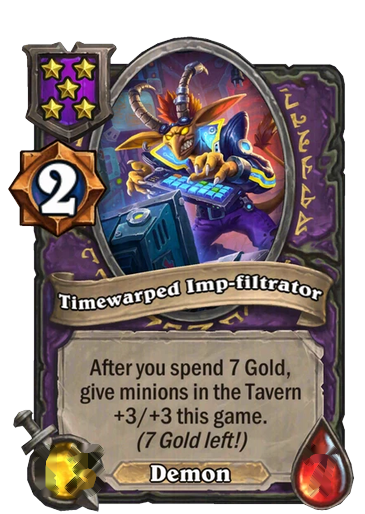 2
Timewarped Imp-filtrator
After you spend 7 Gold,
give minions in the Tavern
+3/+3 this game.
(7 Gold left!)
Demon